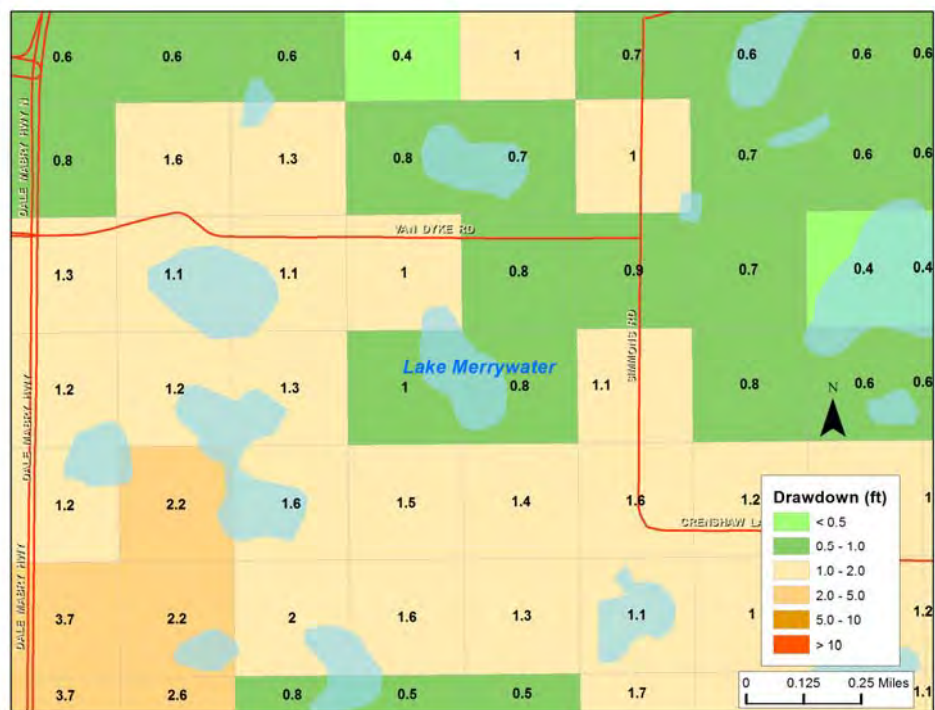 0.6 0.6 0.6 0.4 1 0.7 0.6 0.6 0.6
DALE MABRY HWY N
0.8 1.6 1.3 0.8 0.7 1 0.7 0.6 0.6
VAN DYKE RD
1.3 1.1 1.1 1 0.8 0.9 0.7 0.4 0.4
SIMMONS RD
Lake Merrywater
DALE MABRY HWY
1.2 1.2 1.3 1 0.8 1.1 0.8 0.6 0.6
N
1.2 2.2 1.6 1.5 1.4 1.6 1.2 1
CRENSHAW LA
DALE MABRY HWY
3.7 2.2 2 1.6 1.3 1.1 1 1.2
3.7 2.6 0.8 0.5 0.5 1.7 1.1
Drawdown (ft)
< 0.5
0.5 - 1.0
1.0 - 2.0
2.0 - 5.0
5.0 - 10
> 10
0 0.125 0.25 Miles